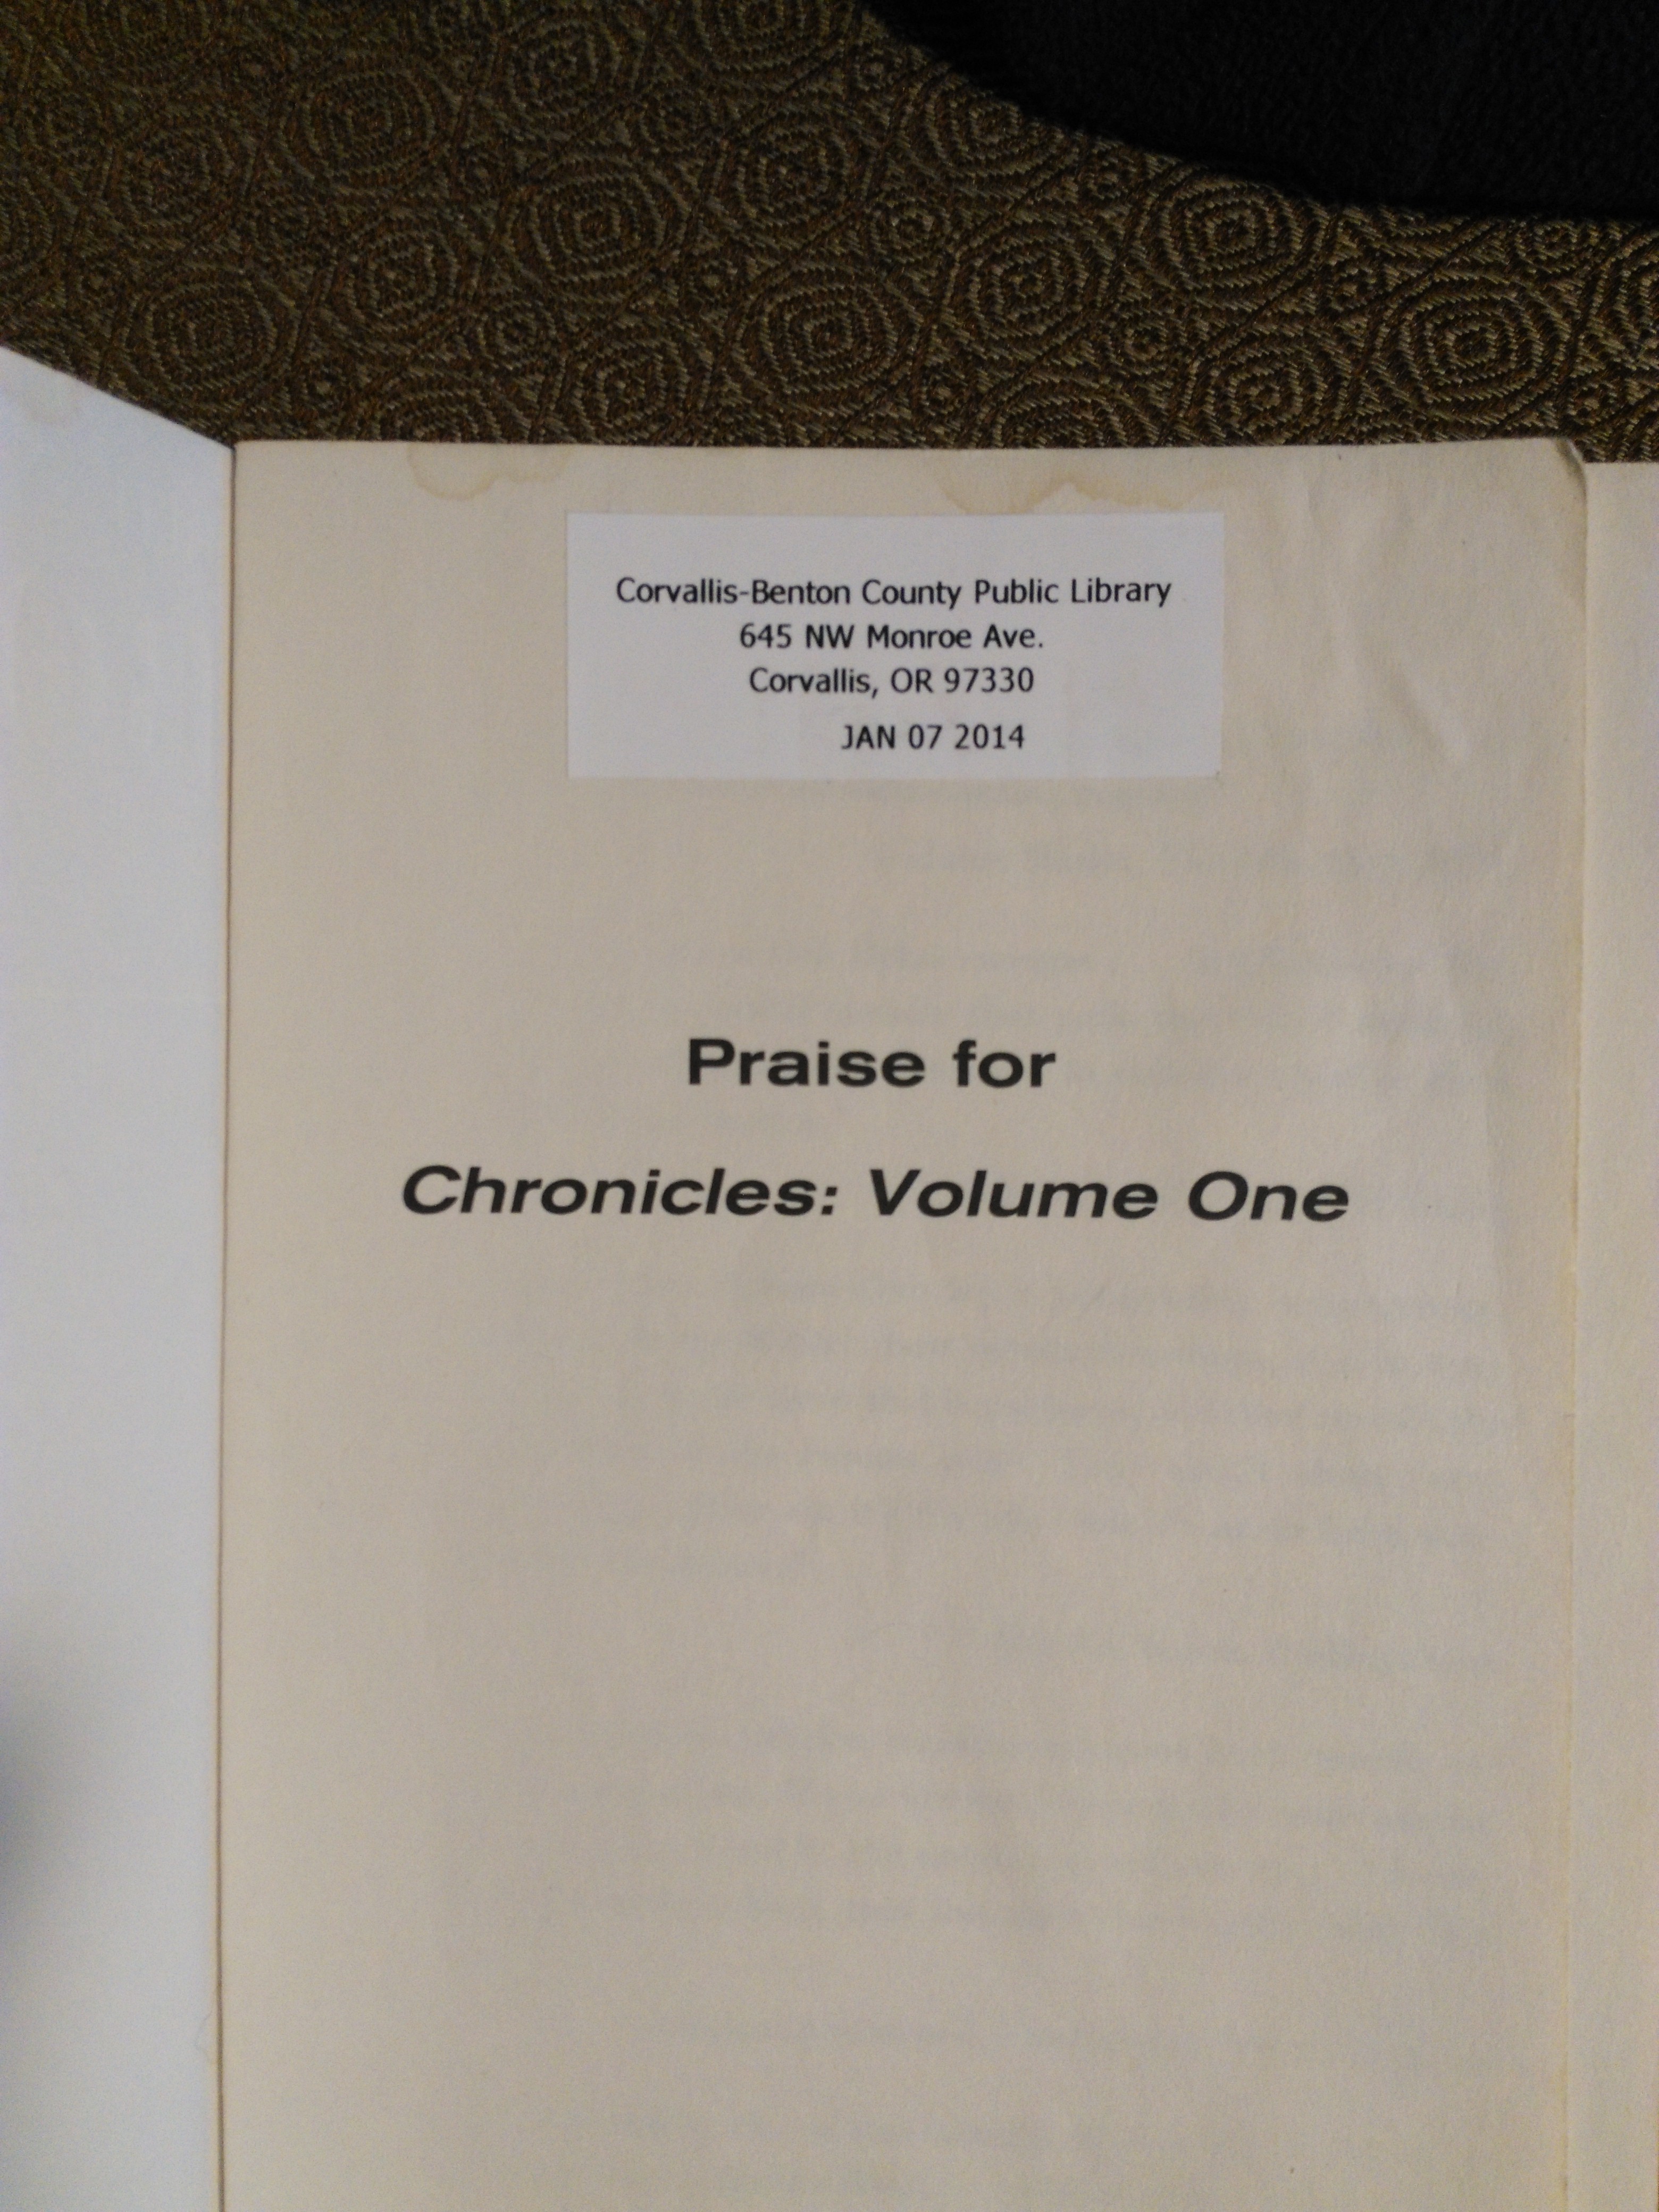 Corvallis-Benton County Public Library
645 NW Monroe Ave.
Corvallis, OR 97330
JAN 07 2014
Praise for
Chronicles: Volume One